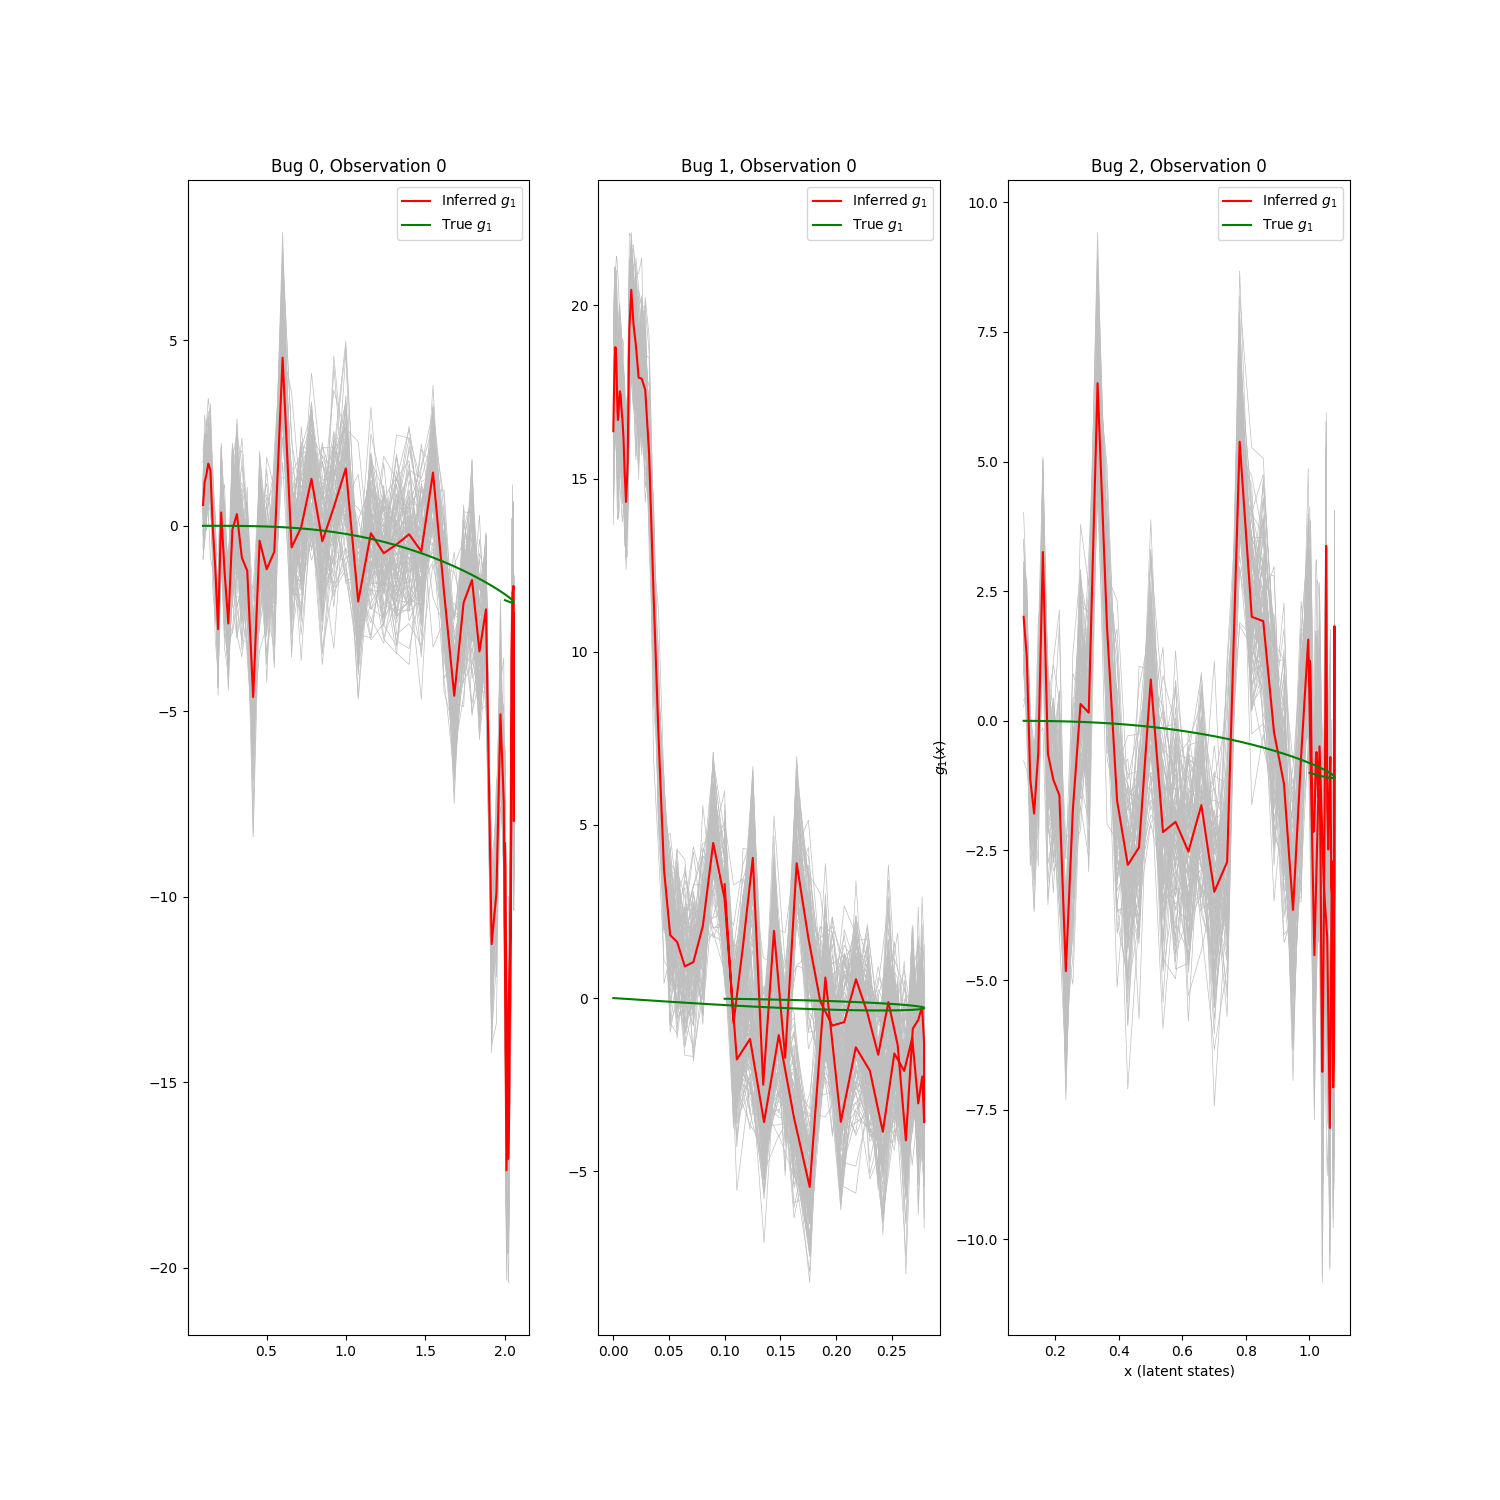 Bug 0, Observation 0
Inferred g₁
True g₁
5
0
−5
−10
−15
−20
0.5 1.0 1.5 2.0
Bug 1, Observation 0
Inferred g₁
True g₁
20
15
10
5
0
−5
0.00 0.05 0.10 0.15 0.20 0.25
Bug 2, Observation 0
Inferred g₁
True g₁
g₁(x)
10.0
7.5
5.0
2.5
0.0
−2.5
−5.0
−7.5
−10.0
0.2 0.4 0.6 0.8 1.0
x (latent states)